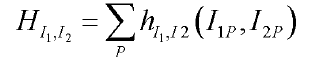 H_{I_1,I_2} = \sum_P h_{I_1,I2}(I_{1P}, I_{2P})